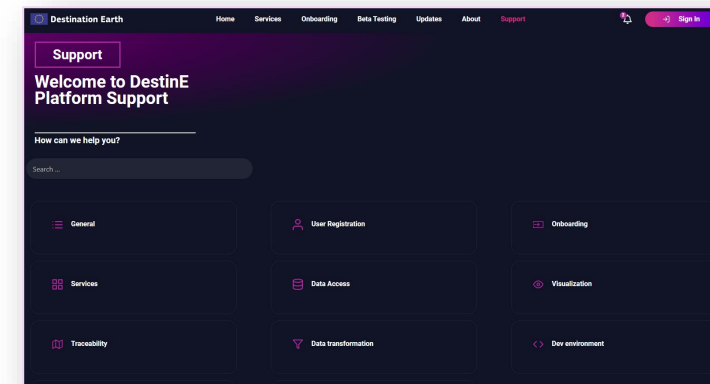 Destination Earth
Home Services Onboarding Beta Testing Updates About Support
Sign In
Support
Welcome to DestinE
Platform Support
How can we help you?
Search ...
General
User Registration
Onboarding
Services
Data Access
Visualization
Traceability
Data transformation
Dev environment